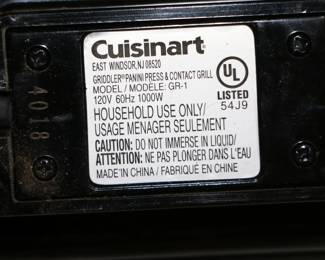 Cuisinart®
EAST WINDSOR, NJ 08520
GRIDDLER® PANINI PRESS & CONTACT GRILL
MODEL / MODÈLE: GR-1
120V 60Hz 1000W
HOUSEHOLD USE ONLY/
USAGE MENAGER SEULEMENT
CAUTION: DO NOT IMMERSE IN LIQUID/
ATTENTION: NE PAS PLONGER DANS L'EAU
MADE IN CHINA / FABRIQUÉ EN CHINE
UL
LISTED
54J9
4018